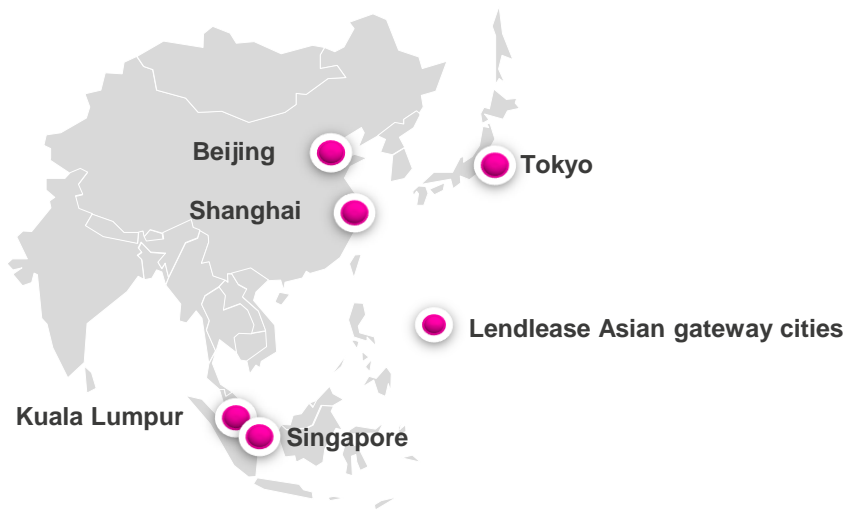 Beijing
Tokyo
Shanghai
Lendlease Asian gateway cities
Kuala Lumpur
Singapore